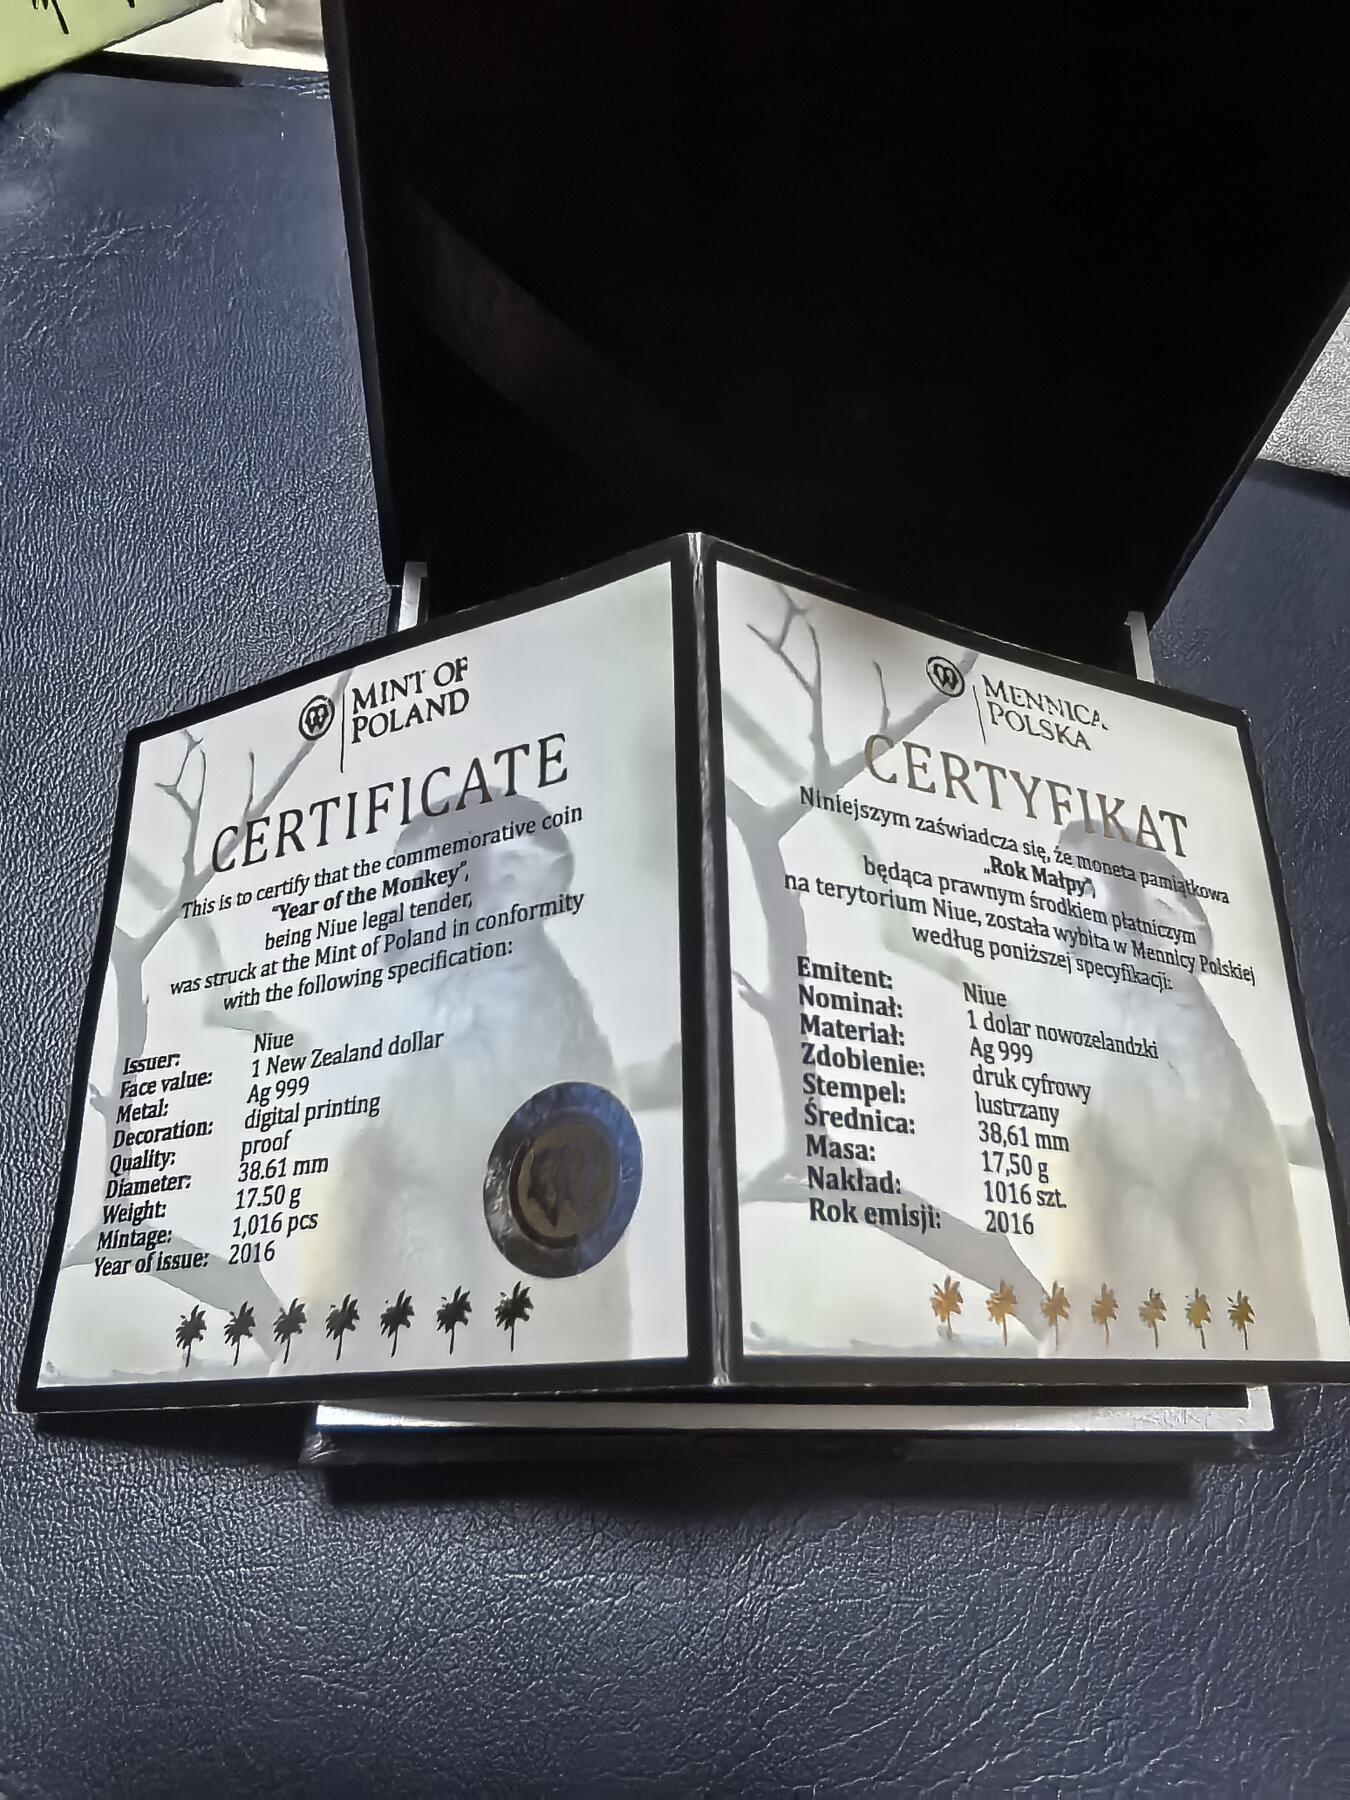 MINT OF
POLAND
CERTIFICATE
This is to certify that the commemorative coin
"Year of the Monkey",
being Niue legal tender,
was struck at the Mint of Poland in conformity
with the following specification:
Issuer: Niue
Face value: 1 New Zealand dollar
Metal: Ag 999
Decoration: digital printing
Quality: proof
Diameter: 38.61 mm
Weight: 17.50 g
Mintage: 1,016 pcs
Year of issue: 2016
MENNICA
POLSKA
CERTYFIKAT
Niniejszym zaświadcza się, że moneta pamiątkowa
„Rok Małpy”,
będąca prawnym środkiem płatniczym
na terytorium Niue, została wybita w Mennicy Polskiej
według poniższej specyfikacji:
Emitent: Niue
Nominał: 1 dolar nowozelandzki
Materiał: Ag 999
Zdobienie: druk cyfrowy
Stempel: lustrzany
Średnica: 38,61 mm
Masa: 17,50 g
Nakład: 1016 szt.
Rok emisji: 2016